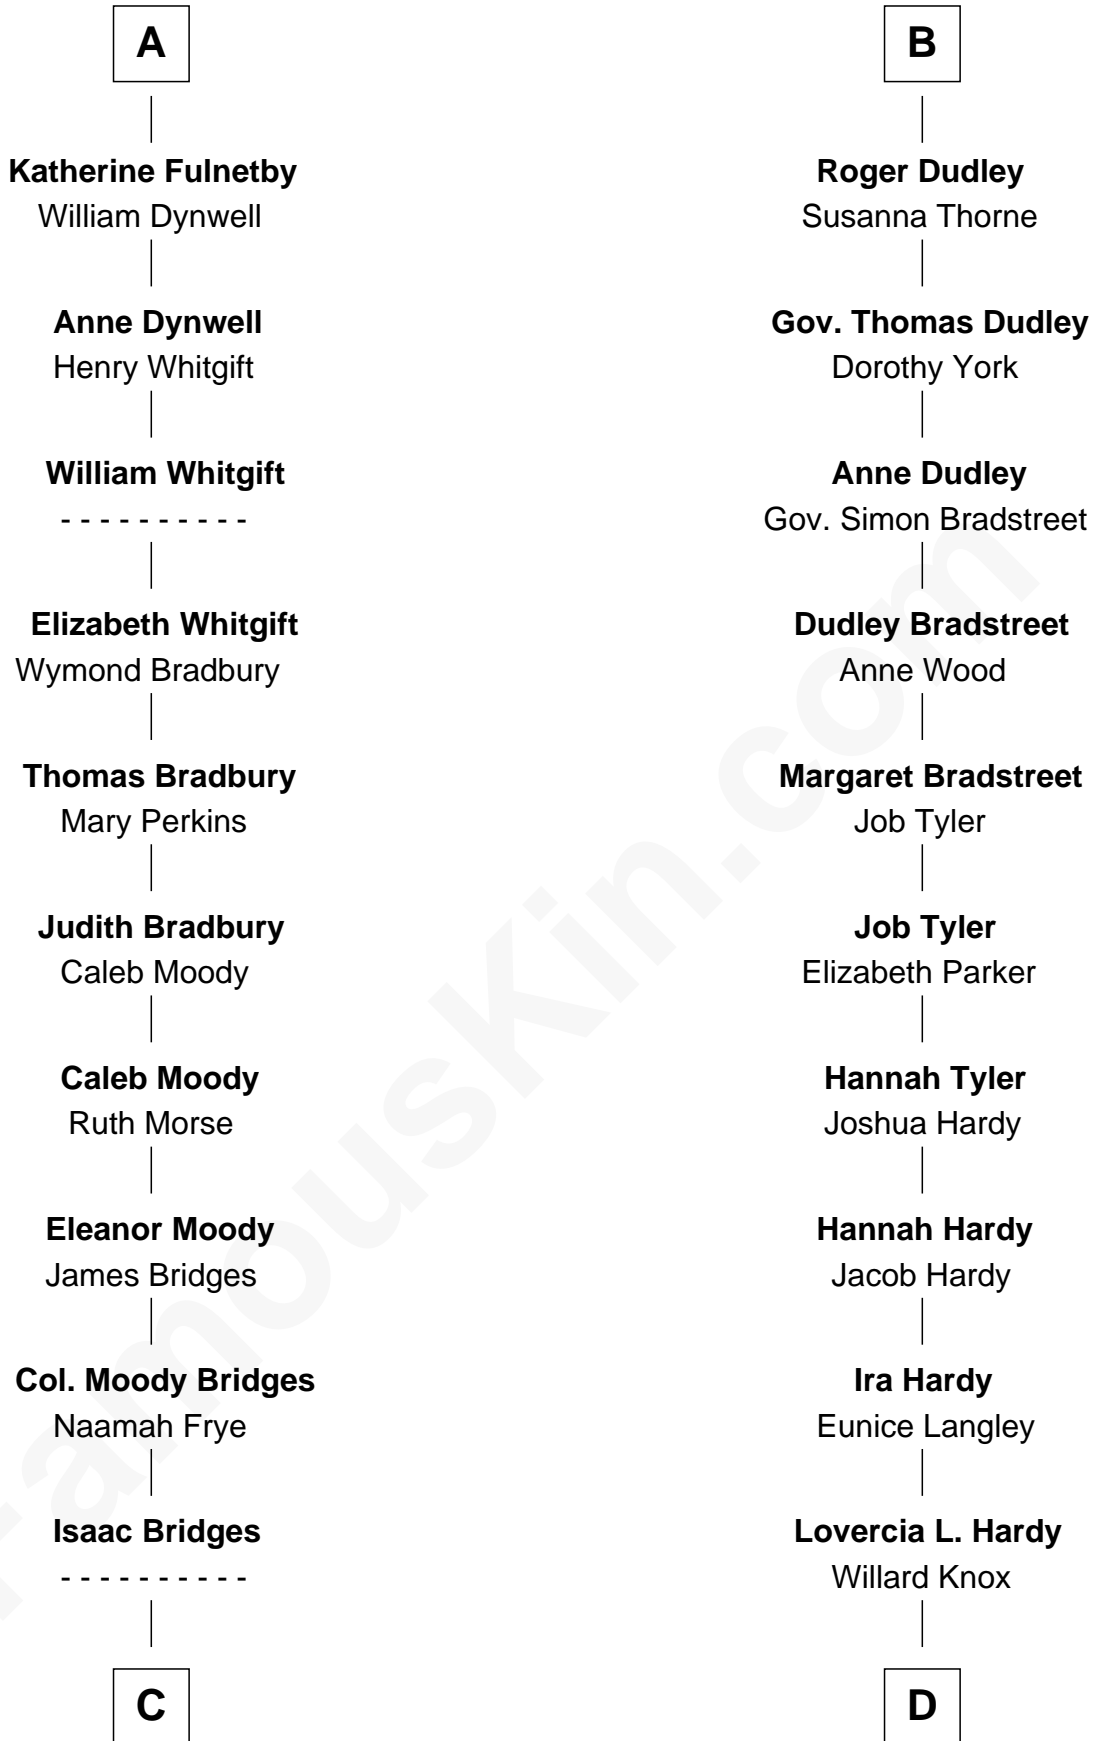 A
Katherine Fulnetby
William Dynwell
Anne Dynwell
Henry Whitgift
William Whitgift
- - - - - - - - - -
Elizabeth Whitgift
Wymond Bradbury
Thomas Bradbury
Mary Perkins
Judith Bradbury
Caleb Moody
Caleb Moody
Ruth Morse
Eleanor Moody
James Bridges
Col. Moody Bridges
Naamah Frye
Isaac Bridges
- - - - - - - - - -
C
B
Roger Dudley
Susanna Thorne
Gov. Thomas Dudley
Dorothy York
Anne Dudley
Gov. Simon Bradstreet
Dudley Bradstreet
Anne Wood
Margaret Bradstreet
Job Tyler
Job Tyler
Elizabeth Parker
Hannah Tyler
Joshua Hardy
Hannah Hardy
Jacob Hardy
Ira Hardy
Eunice Langley
Lovercia L. Hardy
Willard Knox
D
FamousKin.com